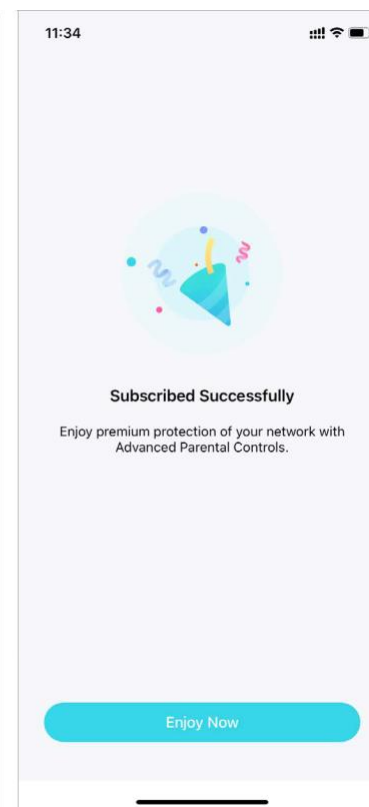 11:34
Subscribed Successfully
Enjoy premium protection of your network with
Advanced Parental Controls.
Enjoy Now